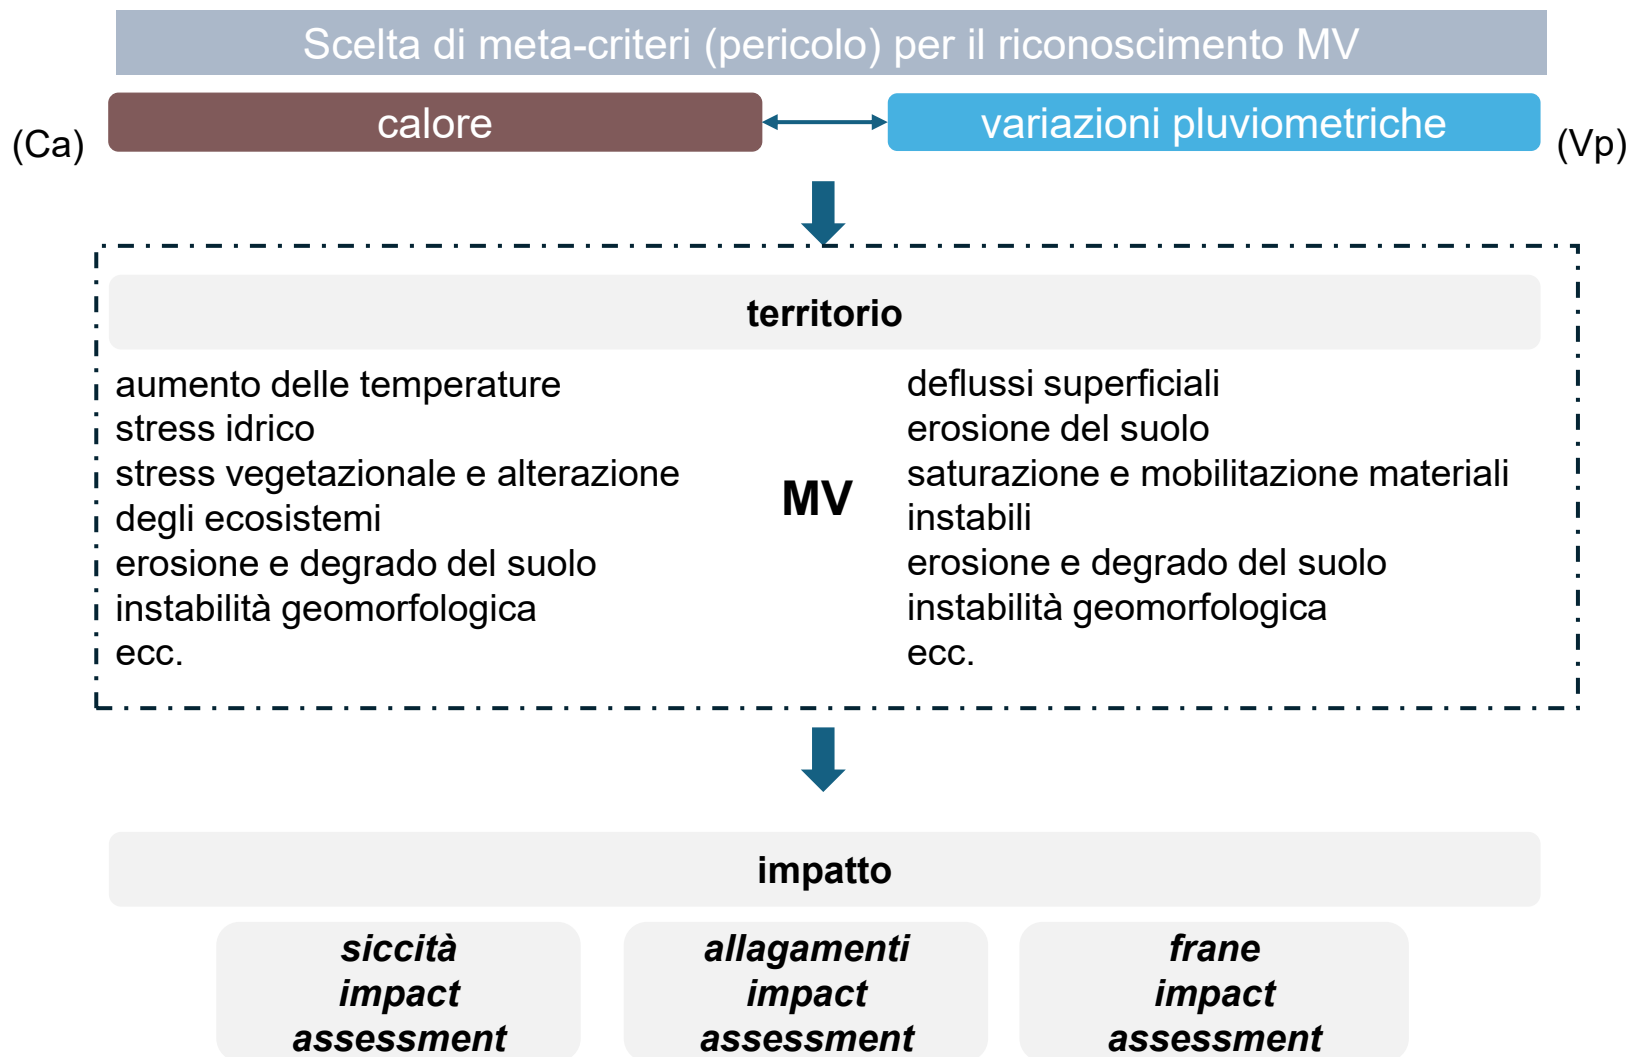 Scelta di meta-criteri (pericolo) per il riconoscimento MV
(Ca)
calore
variazioni pluviometriche
(Vp)
territorio
aumento delle temperature
stress idrico
stress vegetazionale e alterazione
degli ecosistemi
erosione e degrado del suolo
instabilità geomorfologica
ecc.
MV
deflussi superficiali
erosione del suolo
saturazione e mobilitazione materiali
instabili
erosione e degrado del suolo
instabilità geomorfologica
ecc.
impatto
siccità
impact
assessment
allagamenti
impact
assessment
frane
impact
assessment